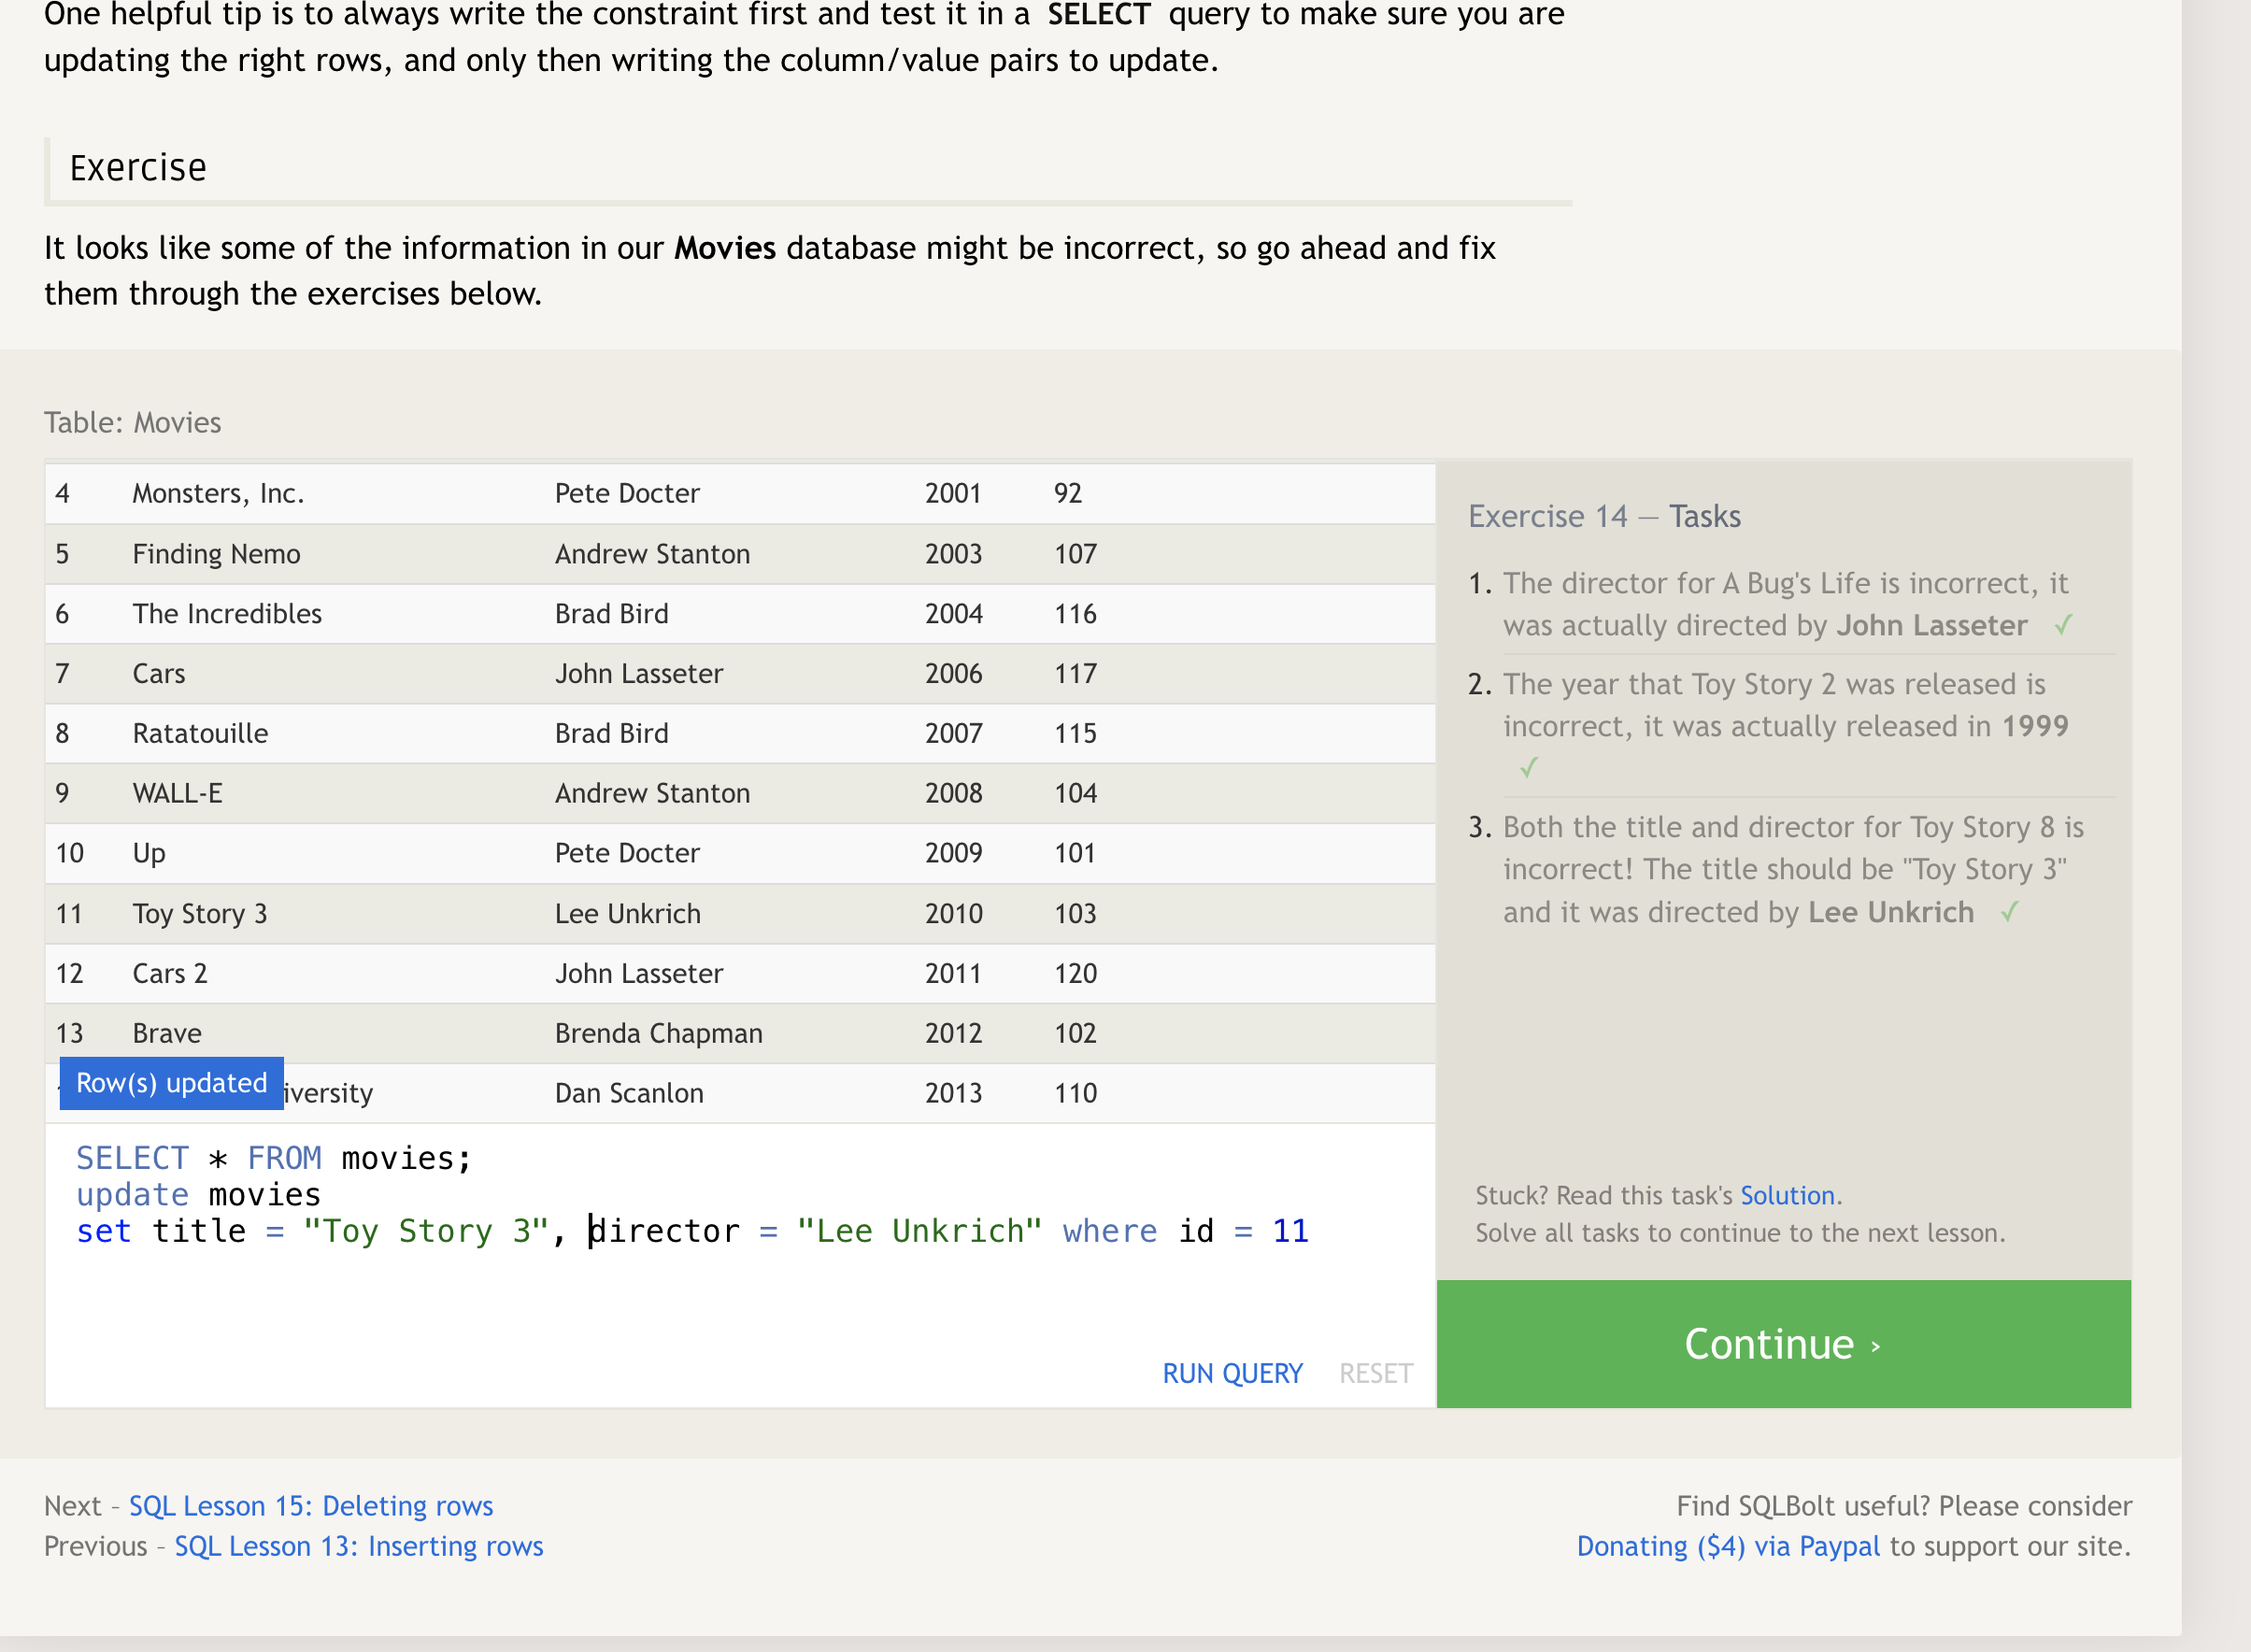 One helpful tip is to always write the constraint first and test it in a SELECT query to make sure you are
updating the right rows, and only then writing the column/value pairs to update.
Exercise
It looks like some of the information in our Movies database might be incorrect, so go ahead and fix
them through the exercises below.
Table: Movies
4 Monsters, Inc. Pete Docter 2001 92
5 Finding Nemo Andrew Stanton 2003 107
6 The Incredibles Brad Bird 2004 116
7 Cars John Lasseter 2006 117
8 Ratatouille Brad Bird 2007 115
9 WALL-E Andrew Stanton 2008 104
10 Up Pete Docter 2009 101
11 Toy Story 3 Lee Unkrich 2010 103
12 Cars 2 John Lasseter 2011 120
13 Brave Brenda Chapman 2012 102
Row(s) updated
iversity Dan Scanlon 2013 110
SELECT * FROM movies;
update movies
set title = "Toy Story 3", director = "Lee Unkrich" where id = 11
RUN QUERY RESET
Exercise 14 — Tasks
1. The director for A Bug's Life is incorrect, it
was actually directed by John Lasseter ✓
2. The year that Toy Story 2 was released is
incorrect, it was actually released in 1999
✓
3. Both the title and director for Toy Story 8 is
incorrect! The title should be "Toy Story 3"
and it was directed by Lee Unkrich ✓
Stuck? Read this task's Solution.
Solve all tasks to continue to the next lesson.
Continue ›
Next – SQL Lesson 15: Deleting rows
Previous – SQL Lesson 13: Inserting rows
Find SQLBolt useful? Please consider
Donating ($4) via Paypal to support our site.